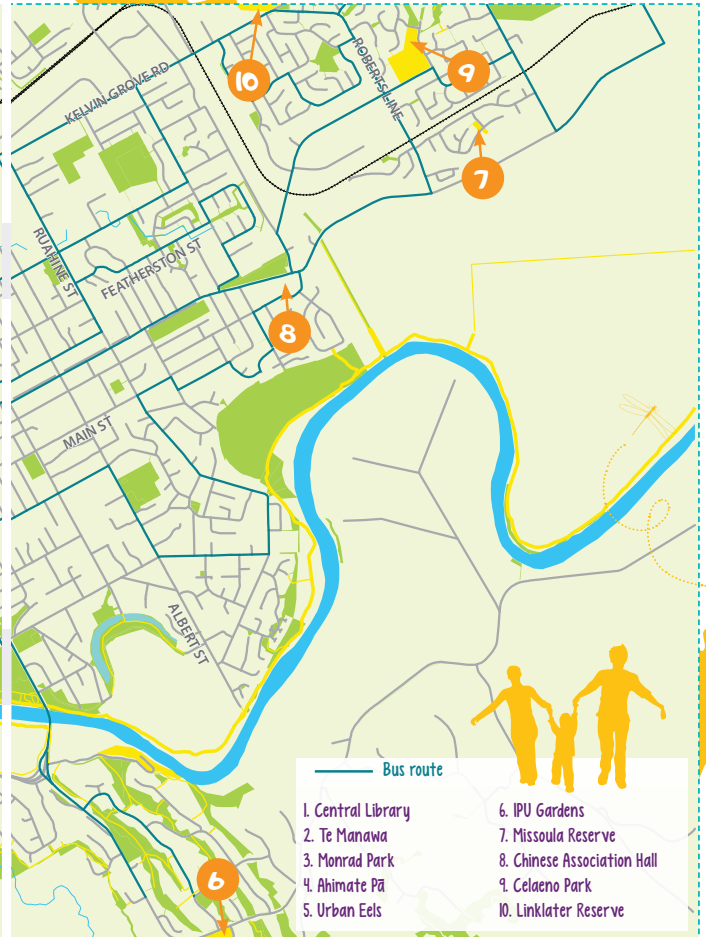 10
9
ROBERTS LINE
KELVIN GROVE RD
7
RUAHINE ST
FEATHERSTON ST
8
MAIN ST
ALBERT ST
6
Bus route
1. Central Library
2. Te Manawa
3. Monrad Park
4. Ahimate Pā
5. Urban Eels
6. IPU Gardens
7. Missoula Reserve
8. Chinese Association Hall
9. Celaeno Park
10. Linklater Reserve